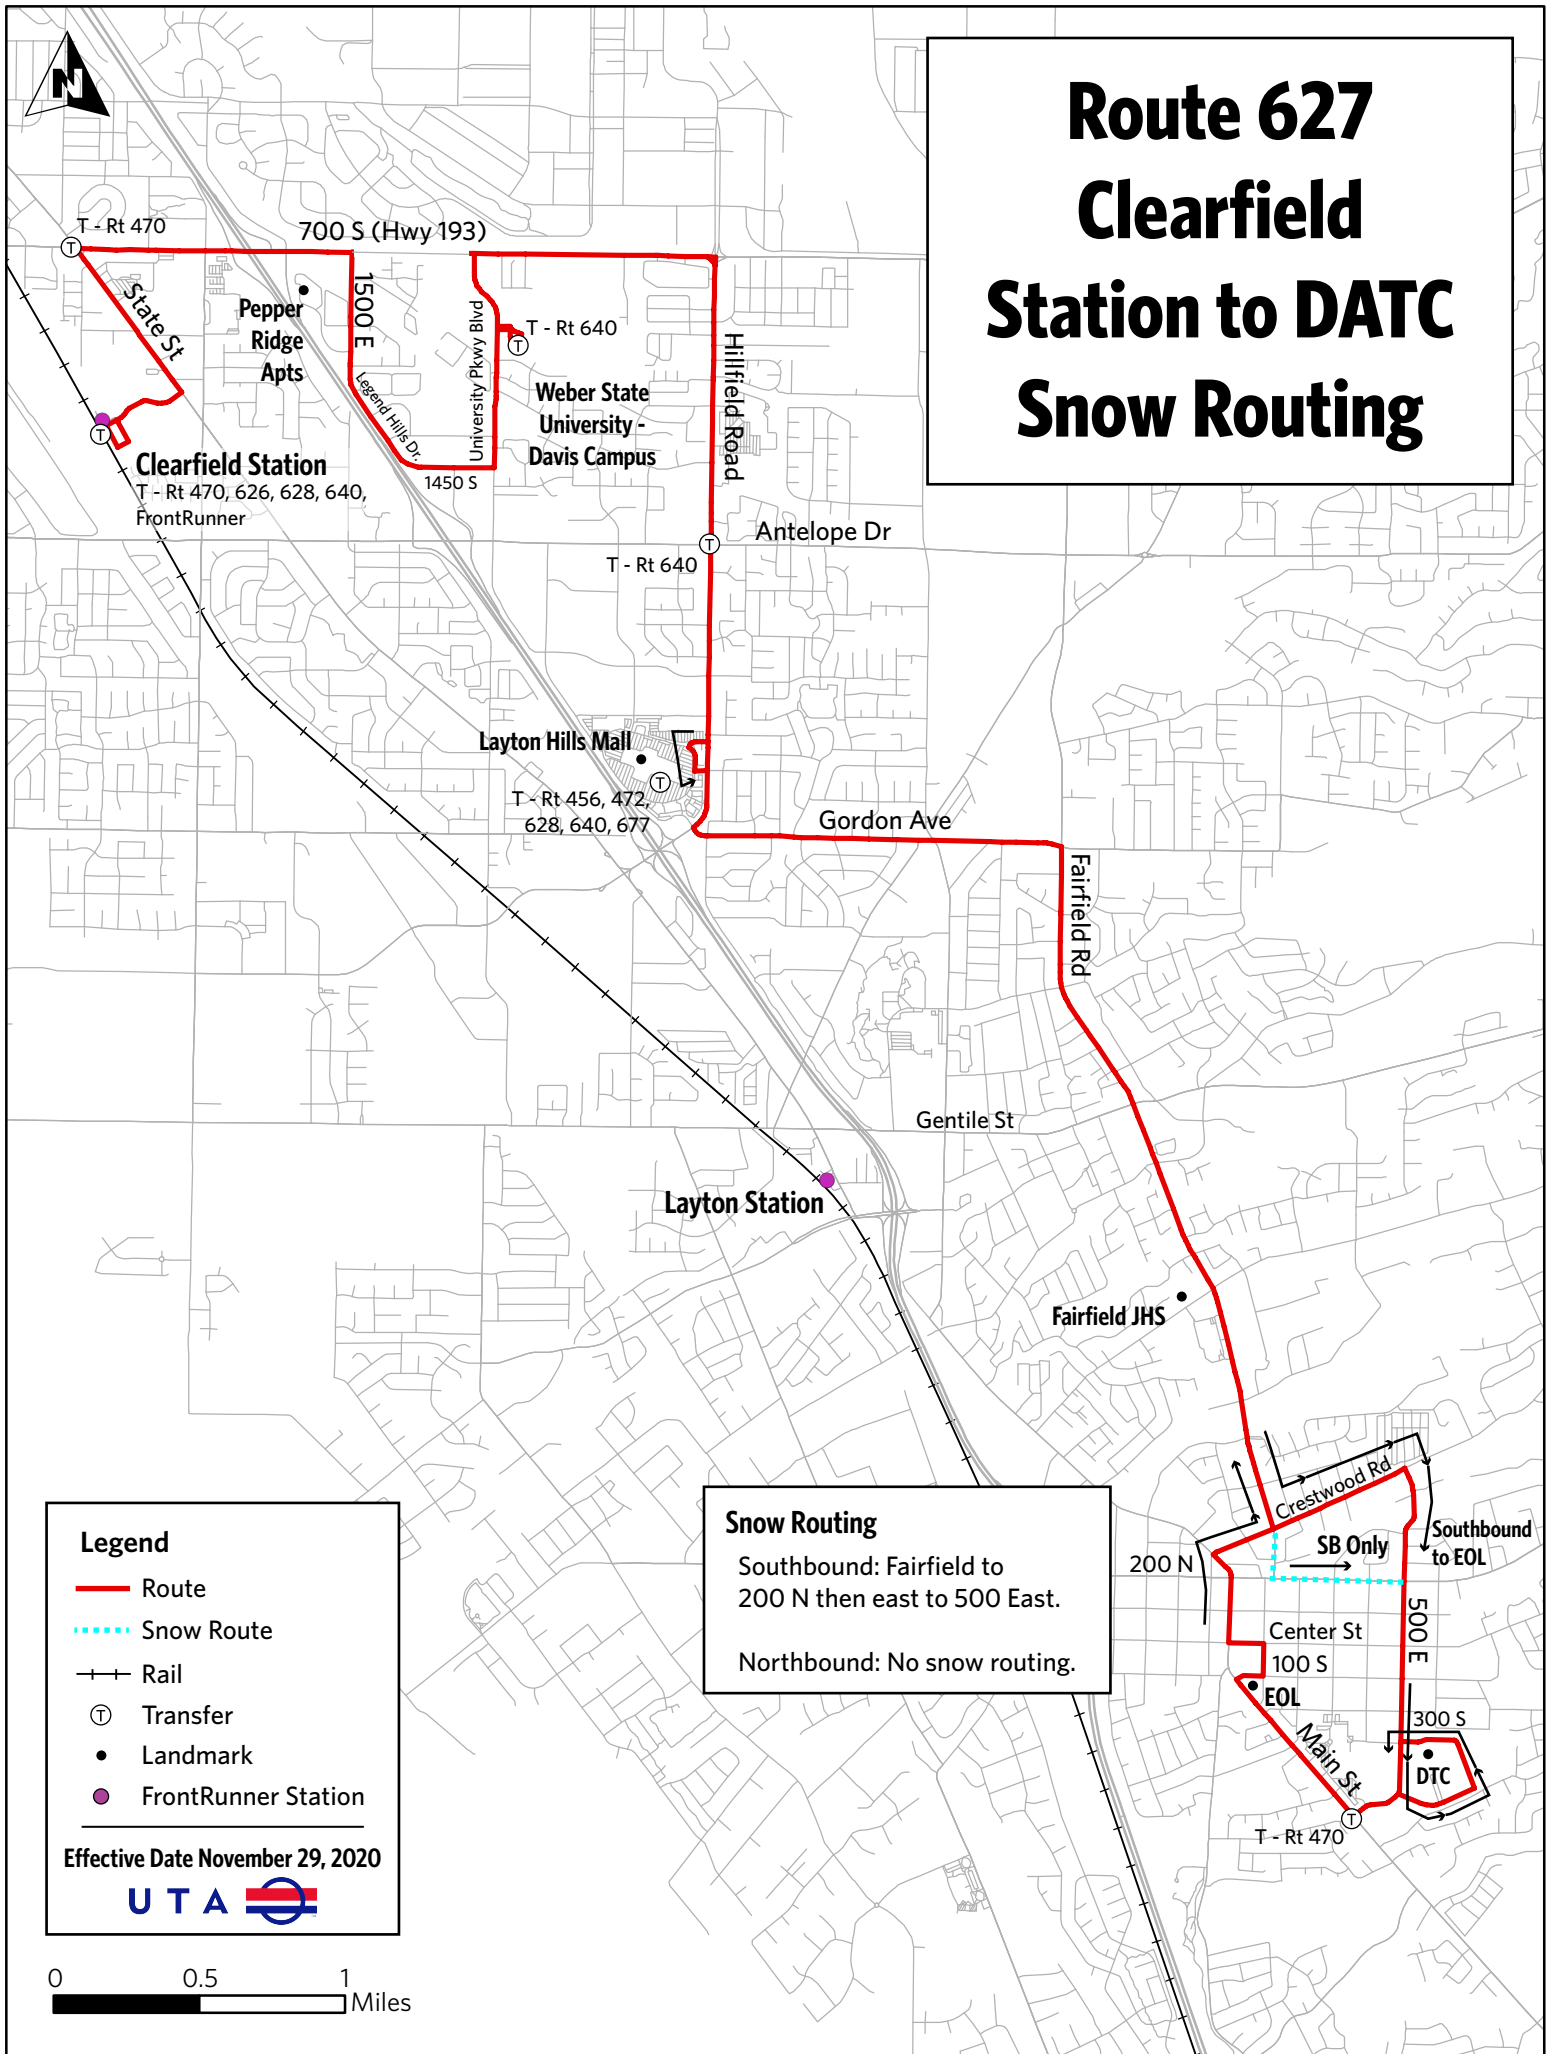 N
Route 627
Clearfield
Station to DATC
Snow Routing
T - Rt 470
T
700 S (Hwy 193)
State St
Pepper
Ridge
Apts
1500 E
Legend Hills Dr.
University Pkwy Blvd
T - Rt 640
T
Weber State
University -
Davis Campus
Hillfield Road
T
Clearfield Station
T - Rt 470, 626, 628, 640,
FrontRunner
1450 S
Antelope Dr
T
T - Rt 640
Layton Hills Mall
T
T - Rt 456, 472,
628, 640, 677
Gordon Ave
Fairfield Rd
Gentile St
Layton Station
Fairfield JHS
Crestwood Rd
Southbound
to EOL
SB Only
200 N
500 E
Center St
100 S
EOL
300 S
Main St
DTC
T
T - Rt 470
Snow Routing
Southbound: Fairfield to
200 N then east to 500 East.
Northbound: No snow routing.
Legend
Route
Snow Route
Rail
T Transfer
Landmark
FrontRunner Station
Effective Date November 29, 2020
U T A
0 0.5 1
Miles